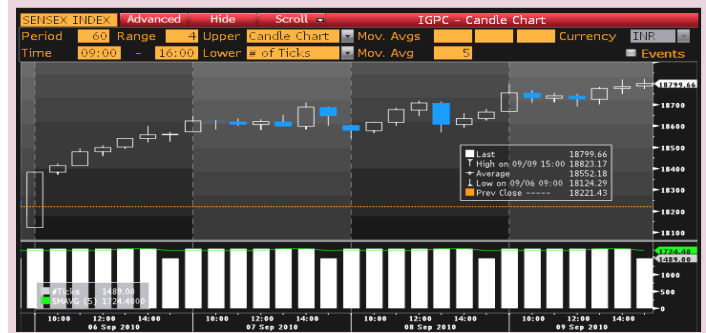 SENSEX INDEX Advanced Hide Scroll IGPC - Candle Chart
Period 60 Range 4 Upper Candle Chart Mov. Avgs Currency INR
Time 09:00 - 16:00 Lower # of Ticks Mov. Avg 5 Events
18799.66
18700
18600
18500
18400
18300
18200
18100
Last 18799.66
High on 09/09 15:00 18823.17
Average 18552.18
Low on 09/06 09:00 18124.29
Prev Close ----- 18221.43
1724.40
1489.00
1000
500
0
#Ticks 1489.00
SMAVG (5) 1724.4000
10:00 12:00 14:00 10:00 12:00 14:00 10:00 12:00 14:00 10:00 12:00 14:00
06 Sep 2010 07 Sep 2010 08 Sep 2010 09 Sep 2010